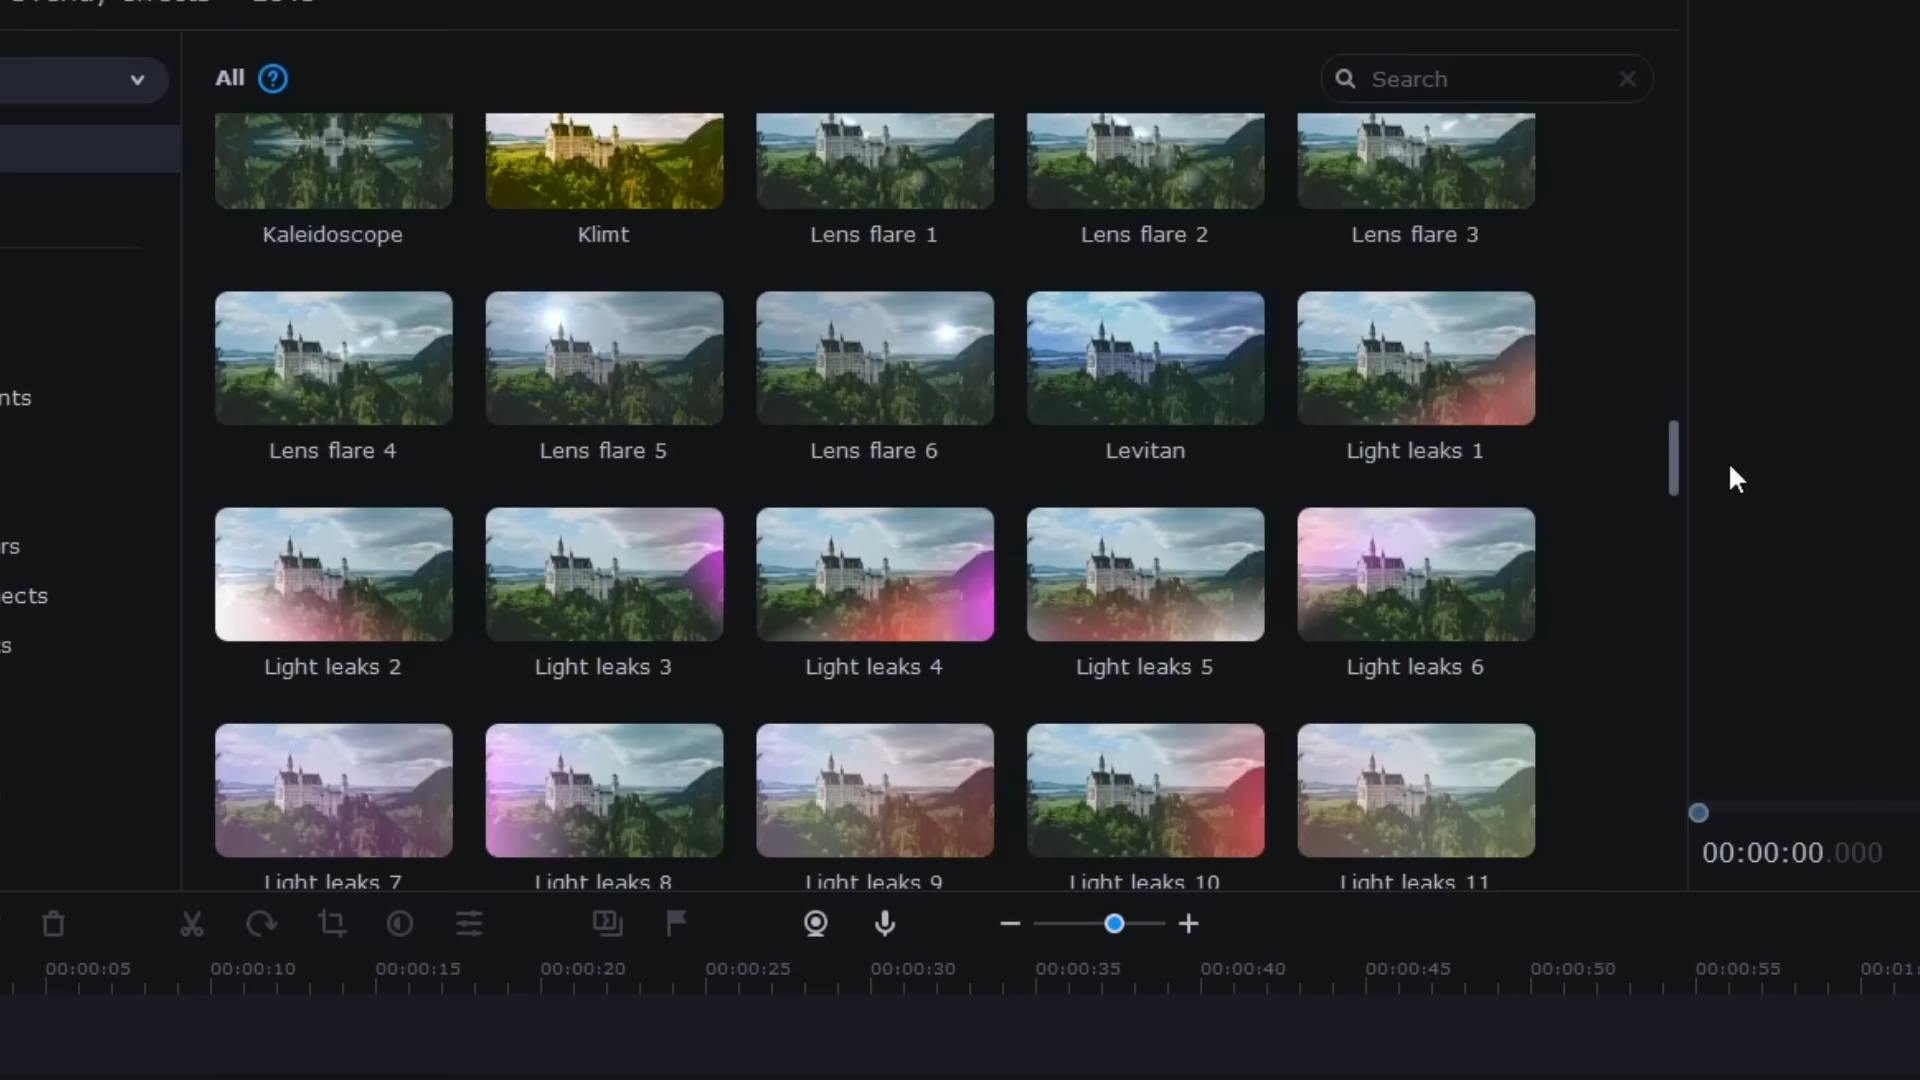 All ?
Search
Kaleidoscope Klimt Lens flare 1 Lens flare 2 Lens flare 3
Lens flare 4 Lens flare 5 Lens flare 6 Levitan Light leaks 1
nts
rs
Light leaks 2 Light leaks 3 Light leaks 4 Light leaks 5 Light leaks 6
jects
ts
Light leaks 7 Light leaks 8 Light leaks 9 Light leaks 10 Light leaks 11
00:00:00.000
00:00:05 00:00:10 00:00:15 00:00:20 00:00:25 00:00:30 00:00:35 00:00:40 00:00:45 00:00:50 00:00:55 00:01: